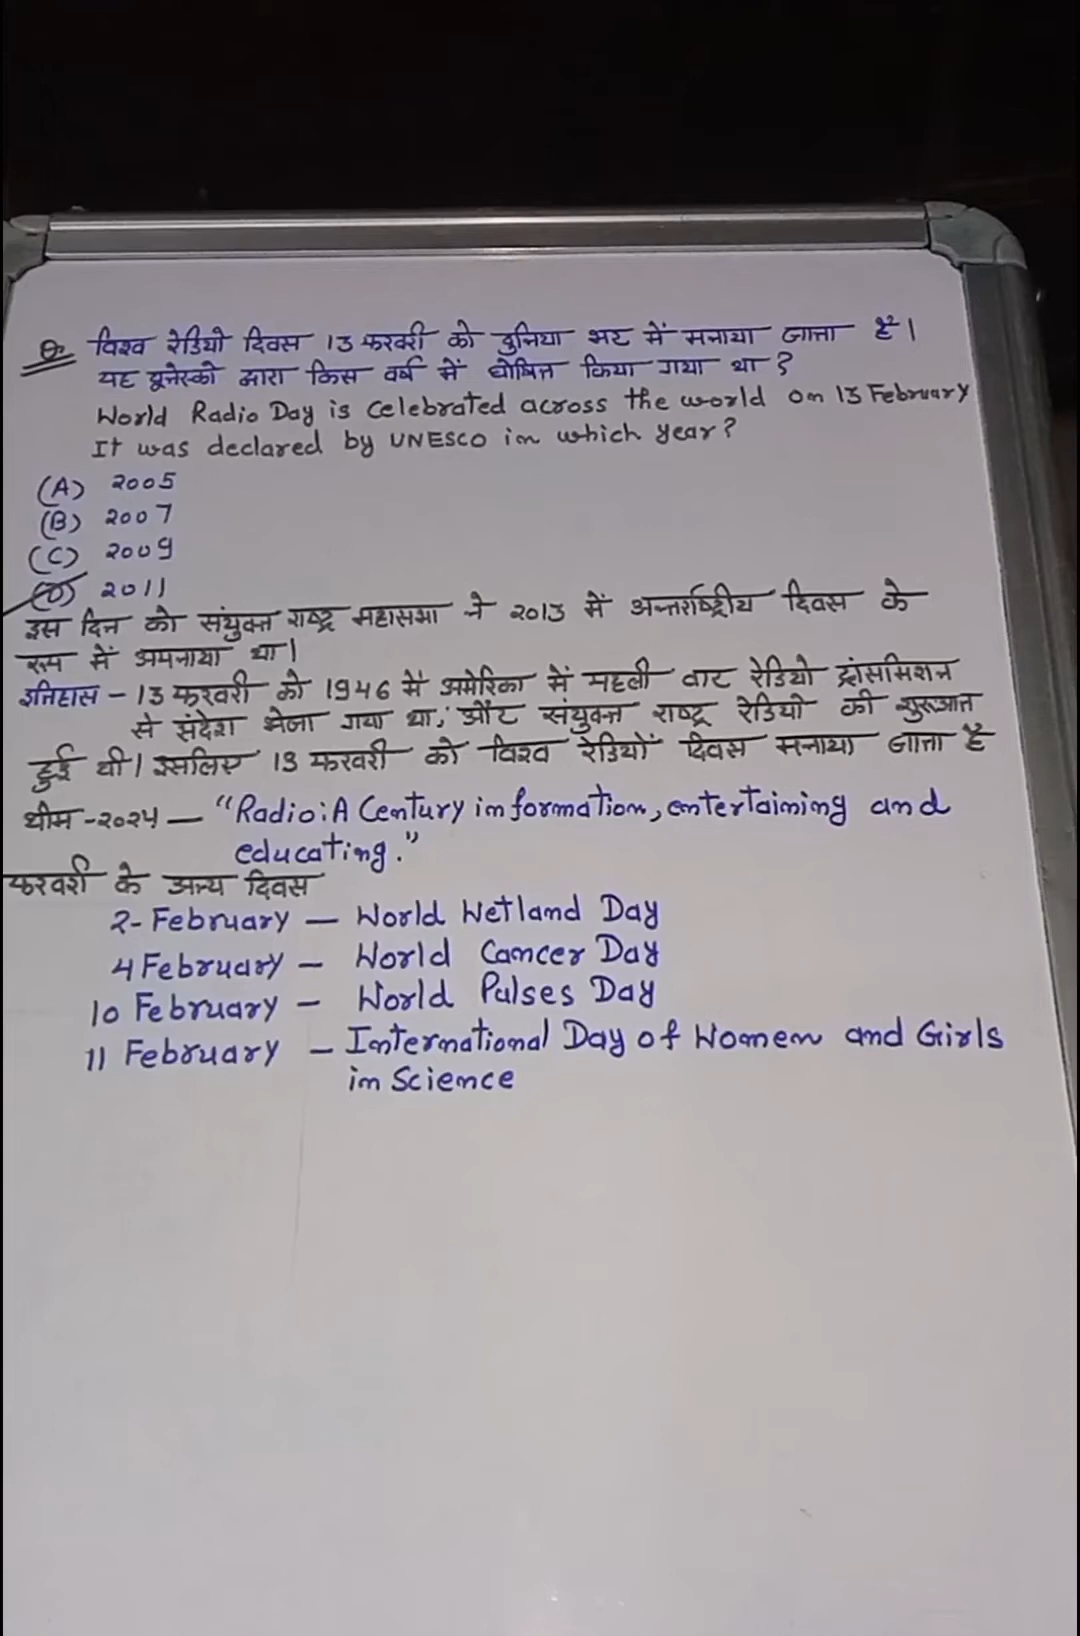 Q. विश्व रेडियो दिवस 13 फरवरी को दुनिया भर में मनाया जाता है।
यह यूनेस्को द्वारा किस वर्ष में घोषित किया गया था?
World Radio Day is celebrated across the world on 13 February
It was declared by UNESCO in which year?
(A) 2005
(B) 2007
(C) 2009
(D) 2011
इस दिन को संयुक्त राष्ट्र महासभा ने 2013 में अन्तर्राष्ट्रीय दिवस के
रूप में अपनाया था।
इतिहास - 13 फरवरी को 1946 में अमेरिका में पहली बार रेडियो ट्रांसमिशन
से संदेश भेजा गया था, और संयुक्त राष्ट्र रेडियो की शुरुआत
हुई थी। इसलिए 13 फरवरी को विश्व रेडियों दिवस मनाया जाता है
थीम -2024 — "Radio: A Century information, entertaining and
educating."
फरवरी के अन्य दिवस
2- February — World Wetland Day
4 February — World Cancer Day
10 February — World Pulses Day
11 February — International Day of Women and Girls
in Science